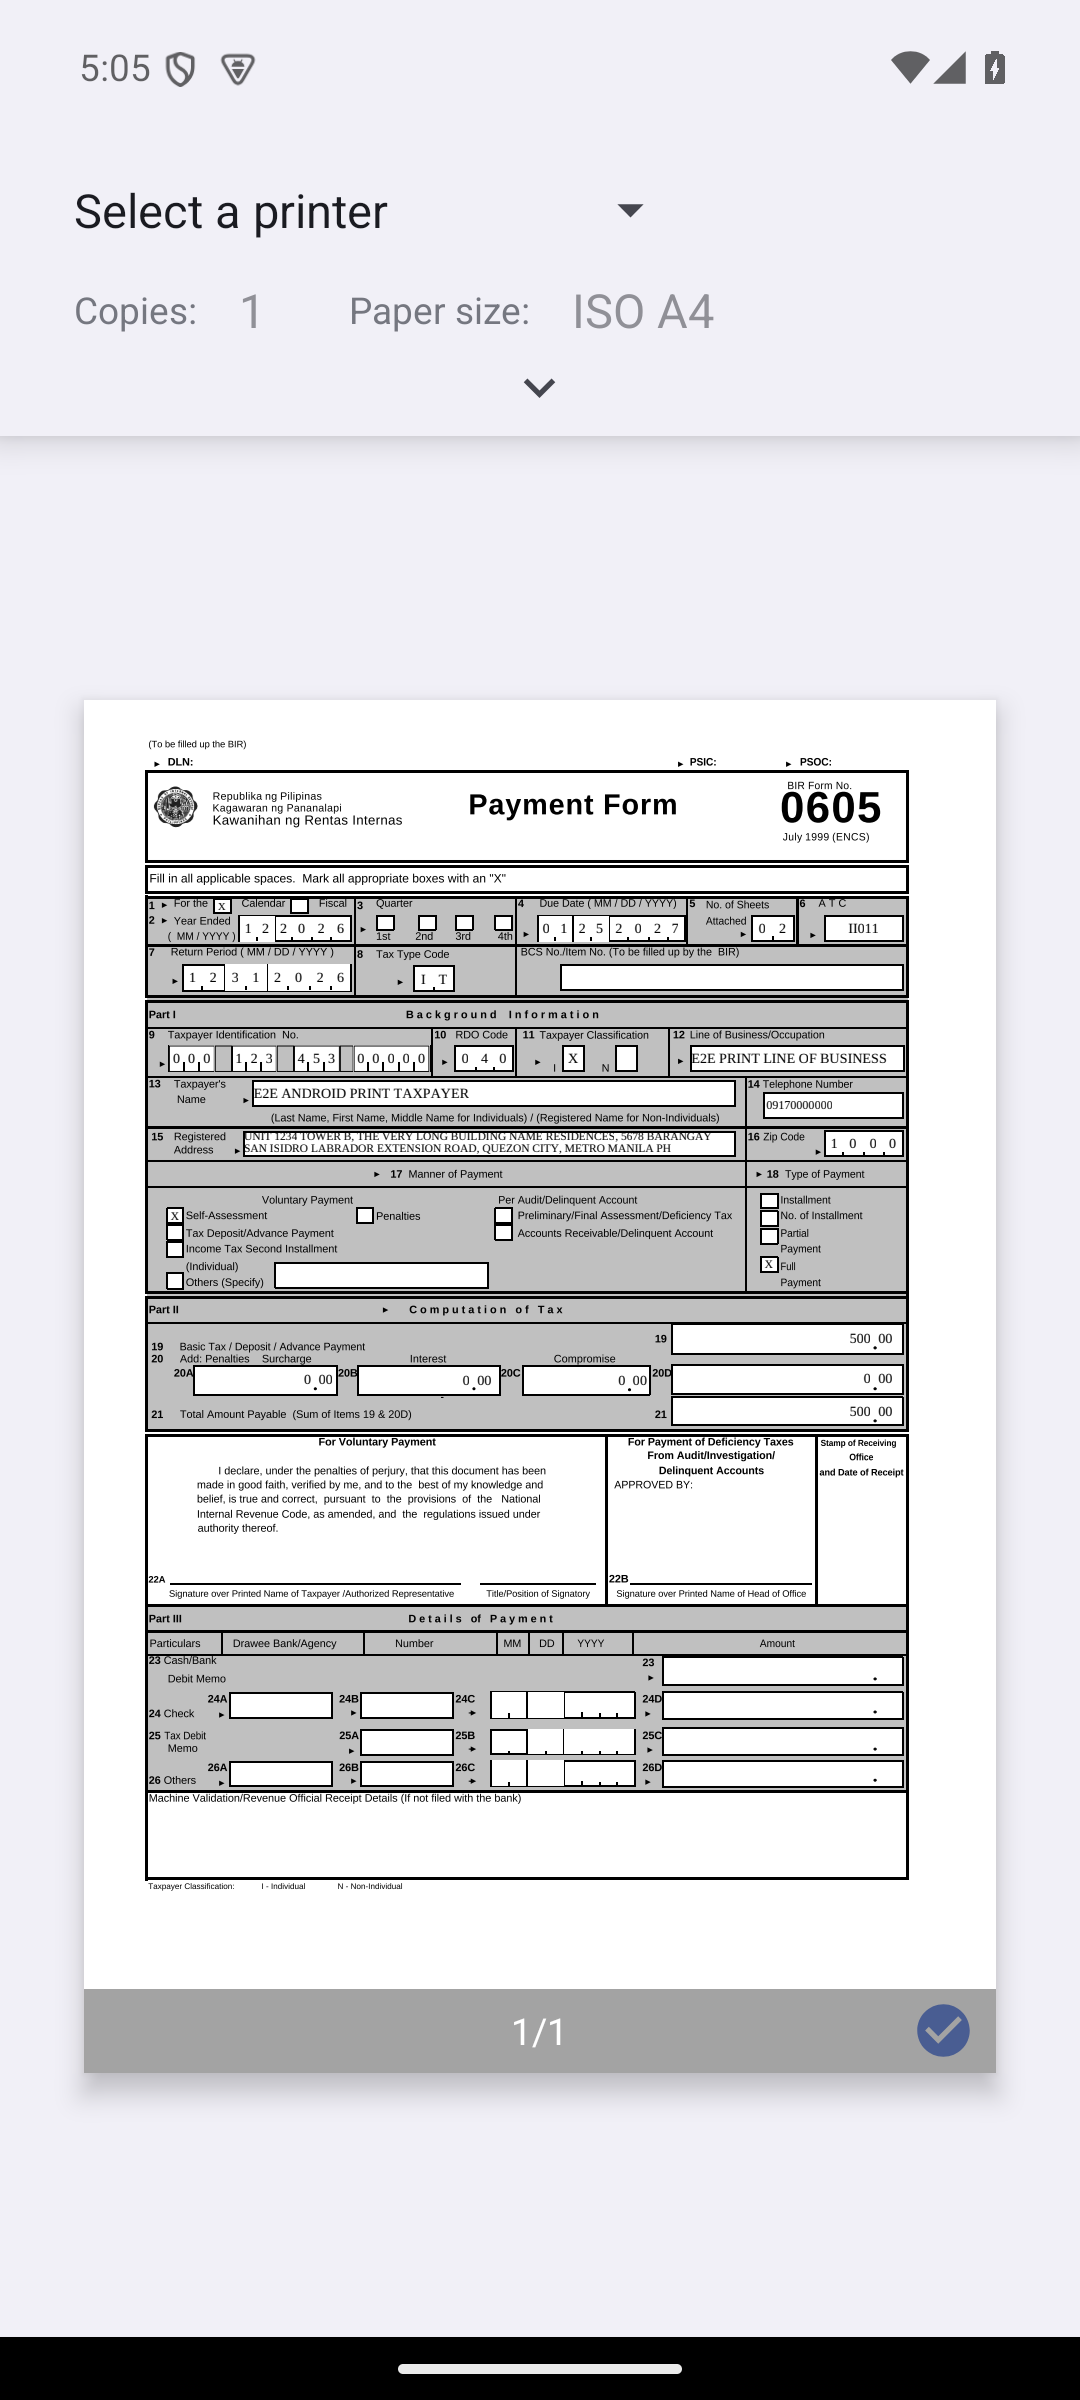 5:05
Select a printer
Copies: 1 Paper size: ISO A4
(To be filled up the BIR)
DLN: PSIC: PSOC:
Republika ng Pilipinas
Kagawaran ng Pananalapi
Kawanihan ng Rentas Internas
Payment Form
BIR Form No.
0605
July 1999 (ENCS)
Fill in all applicable spaces. Mark all appropriate boxes with an "X"
1 For the X Calendar Fiscal
2 Year Ended
( MM / YYYY ) 1 2 2 0 2 6
3 Quarter
1st 2nd 3rd 4th
4 Due Date ( MM / DD / YYYY)
0 1 2 5 2 0 2 7
5 No. of Sheets
Attached 0 2
6 A T C
II011
7 Return Period ( MM / DD / YYYY )
1 2 3 1 2 0 2 6
8 Tax Type Code
I T
BCS No./Item No. (To be filled up by the BIR)
Part I Background Information
9 Taxpayer Identification No.
0 0 0 1 2 3 4 5 3 0 0 0 0 0
10 RDO Code
0 4 0
11 Taxpayer Classification
I X N
12 Line of Business/Occupation
E2E PRINT LINE OF BUSINESS
13 Taxpayer's
Name
E2E ANDROID PRINT TAXPAYER
(Last Name, First Name, Middle Name for Individuals) / (Registered Name for Non-Individuals)
14 Telephone Number
09170000000
15 Registered
Address
UNIT 1234 TOWER B, THE VERY LONG BUILDING NAME RESIDENCES, 5678 BARANGAY
SAN ISIDRO LABRADOR EXTENSION ROAD, QUEZON CITY, METRO MANILA PH
16 Zip Code 1 0 0 0
17 Manner of Payment
18 Type of Payment
Voluntary Payment Per Audit/Delinquent Account
X Self-Assessment Penalties Preliminary/Final Assessment/Deficiency Tax
Tax Deposit/Advance Payment Accounts Receivable/Delinquent Account
Income Tax Second Installment
(Individual)
Others (Specify)
Installment
No. of Installment
Partial
Payment
X Full
Payment
Part II Computation of Tax
19 Basic Tax / Deposit / Advance Payment 19 500.00
20 Add: Penalties Surcharge Interest Compromise
20A 0.00 20B 0.00 20C 0.00 20D 0.00
21 Total Amount Payable (Sum of Items 19 & 20D) 21 500.00
For Voluntary Payment
I declare, under the penalties of perjury, that this document has been
made in good faith, verified by me, and to the best of my knowledge and
belief, is true and correct, pursuant to the provisions of the National
Internal Revenue Code, as amended, and the regulations issued under
authority thereof.
22A
Signature over Printed Name of Taxpayer /Authorized Representative Title/Position of Signatory
For Payment of Deficiency Taxes
From Audit/Investigation/
Delinquent Accounts
APPROVED BY:
22B
Signature over Printed Name of Head of Office
Stamp of Receiving
Office
and Date of Receipt
Part III Details of Payment
Particulars Drawee Bank/Agency Number MM DD YYYY Amount
23 Cash/Bank 23
Debit Memo
24 Check 24A 24B 24C 24D
25 Tax Debit 25A 25B 25C
Memo
26 Others 26A 26B 26C 26D
Machine Validation/Revenue Official Receipt Details (If not filed with the bank)
Taxpayer Classification: I - Individual N - Non-Individual
1/1